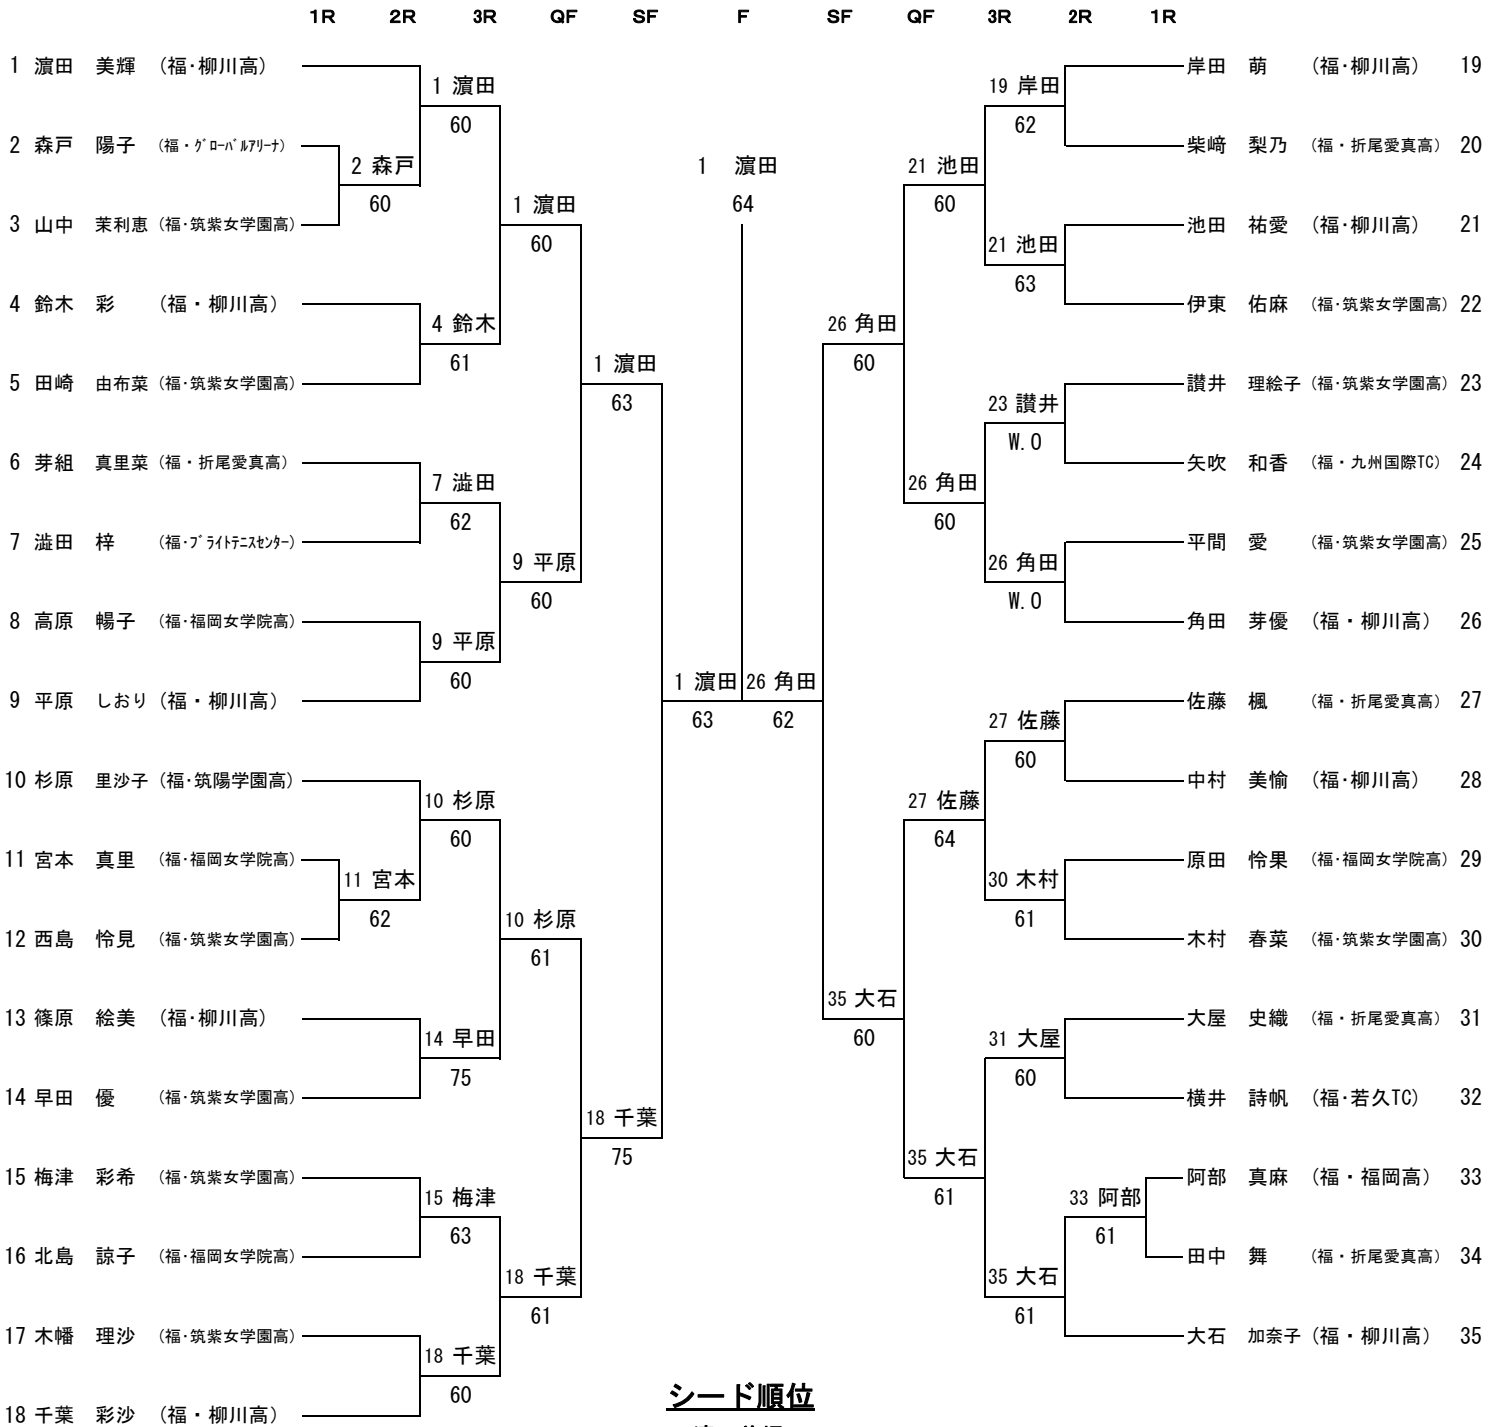 1R 2R 3R QF SF F SF QF 3R 2R 1R
1 濵田 美輝 (福・柳川高)
2 森戸 陽子 (福・グローバルアリーナ)
3 山中 茉利恵 (福・筑紫女学園高)
4 鈴木 彩 (福・柳川高)
5 田崎 由布菜 (福・筑紫女学園高)
6 芽組 真里菜 (福・折尾愛真高)
7 澁田 梓 (福・ブライトテニスセンター)
8 高原 暢子 (福・福岡女学院高)
9 平原 しおり (福・柳川高)
10 杉原 里沙子 (福・筑陽学園高)
11 宮本 真里 (福・福岡女学院高)
12 西島 怜見 (福・筑紫女学園高)
13 篠原 絵美 (福・柳川高)
14 早田 優 (福・筑紫女学園高)
15 梅津 彩希 (福・筑紫女学園高)
16 北島 諒子 (福・福岡女学院高)
17 木幡 理沙 (福・筑紫女学園高)
18 千葉 彩沙 (福・柳川高)
2 森戸
60
11 宮本
62
1 濵田
60
4 鈴木
61
7 澁田
62
9 平原
60
10 杉原
60
14 早田
75
15 梅津
63
18 千葉
60
1 濵田
60
9 平原
60
10 杉原
61
18 千葉
61
1 濵田
63
18 千葉
75
1 濵田
63
1 濵田
64
26 角田
62
26 角田
60
35 大石
60
21 池田
60
26 角田
60
27 佐藤
64
35 大石
61
19 岸田
62
21 池田
63
23 讃井
W.O
26 角田
W.O
27 佐藤
60
30 木村
61
31 大屋
60
35 大石
61
33 阿部
61
岸田 萌 (福・柳川高) 19
柴﨑 梨乃 (福・折尾愛真高) 20
池田 祐愛 (福・柳川高) 21
伊東 佑麻 (福・筑紫女学園高) 22
讃井 理絵子 (福・筑紫女学園高) 23
矢吹 和香 (福・九州国際TC) 24
平間 愛 (福・筑紫女学園高) 25
角田 芽優 (福・柳川高) 26
佐藤 楓 (福・折尾愛真高) 27
中村 美愉 (福・柳川高) 28
原田 怜果 (福・福岡女学院高) 29
木村 春菜 (福・筑紫女学園高) 30
大屋 史織 (福・折尾愛真高) 31
横井 詩帆 (福・若久TC) 32
阿部 真麻 (福・福岡高) 33
田中 舞 (福・折尾愛真高) 34
大石 加奈子 (福・柳川高) 35
シード順位